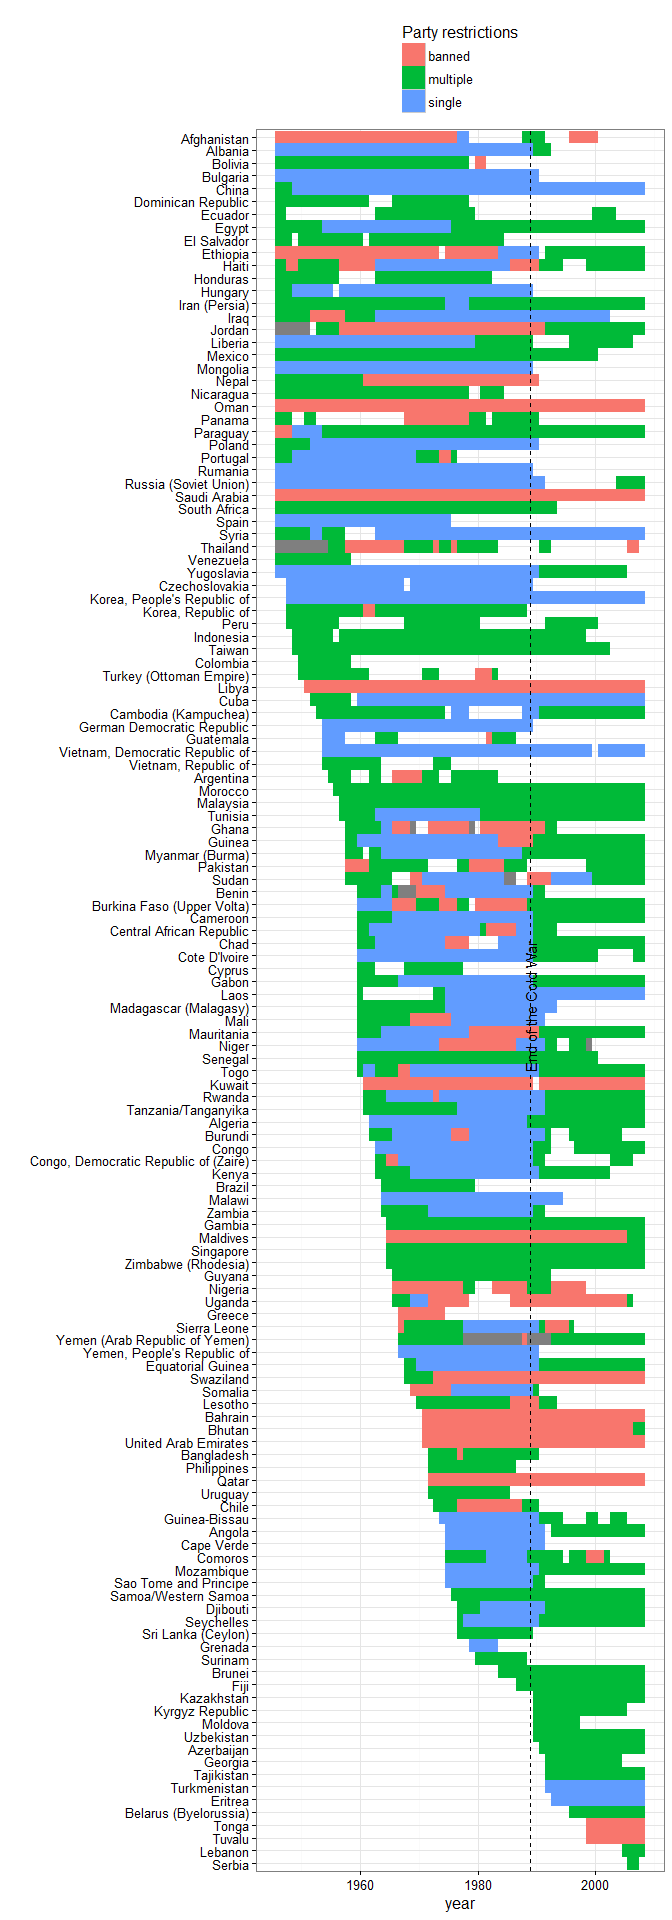 Party restrictions
banned
multiple
single
Afghanistan
Albania
Bolivia
Bulgaria
China
Dominican Republic
Ecuador
Egypt
El Salvador
Ethiopia
Haiti
Honduras
Hungary
Iran (Persia)
Iraq
Jordan
Liberia
Mexico
Mongolia
Nepal
Nicaragua
Oman
Panama
Paraguay
Poland
Portugal
Rumania
Russia (Soviet Union)
Saudi Arabia
South Africa
Spain
Syria
Thailand
Venezuela
Yugoslavia
Czechoslovakia
Korea, People's Republic of
Korea, Republic of
Peru
Indonesia
Taiwan
Colombia
Turkey (Ottoman Empire)
Libya
Cuba
Cambodia (Kampuchea)
German Democratic Republic
Guatemala
Vietnam, Democratic Republic of
Vietnam, Republic of
Argentina
Morocco
Malaysia
Tunisia
Ghana
Guinea
Myanmar (Burma)
Pakistan
Sudan
Benin
Burkina Faso (Upper Volta)
Cameroon
Central African Republic
Chad
Cote D'Ivoire
Cyprus
Gabon
Laos
Madagascar (Malagasy)
Mali
Mauritania
Niger
Senegal
Togo
Kuwait
Rwanda
Tanzania/Tanganyika
Algeria
Burundi
Congo
Congo, Democratic Republic of (Zaire)
Kenya
Brazil
Malawi
Zambia
Gambia
Maldives
Singapore
Zimbabwe (Rhodesia)
Guyana
Nigeria
Uganda
Greece
Sierra Leone
Yemen (Arab Republic of Yemen)
Yemen, People's Republic of
Equatorial Guinea
Swaziland
Somalia
Lesotho
Bahrain
Bhutan
United Arab Emirates
Bangladesh
Philippines
Qatar
Uruguay
Chile
Guinea-Bissau
Angola
Cape Verde
Comoros
Mozambique
Sao Tome and Principe
Samoa/Western Samoa
Djibouti
Seychelles
Sri Lanka (Ceylon)
Grenada
Surinam
Brunei
Fiji
Kazakhstan
Kyrgyz Republic
Moldova
Uzbekistan
Azerbaijan
Georgia
Tajikistan
Turkmenistan
Eritrea
Belarus (Byelorussia)
Tonga
Tuvalu
Lebanon
Serbia
End of the Cold War
1960 1980 2000
year